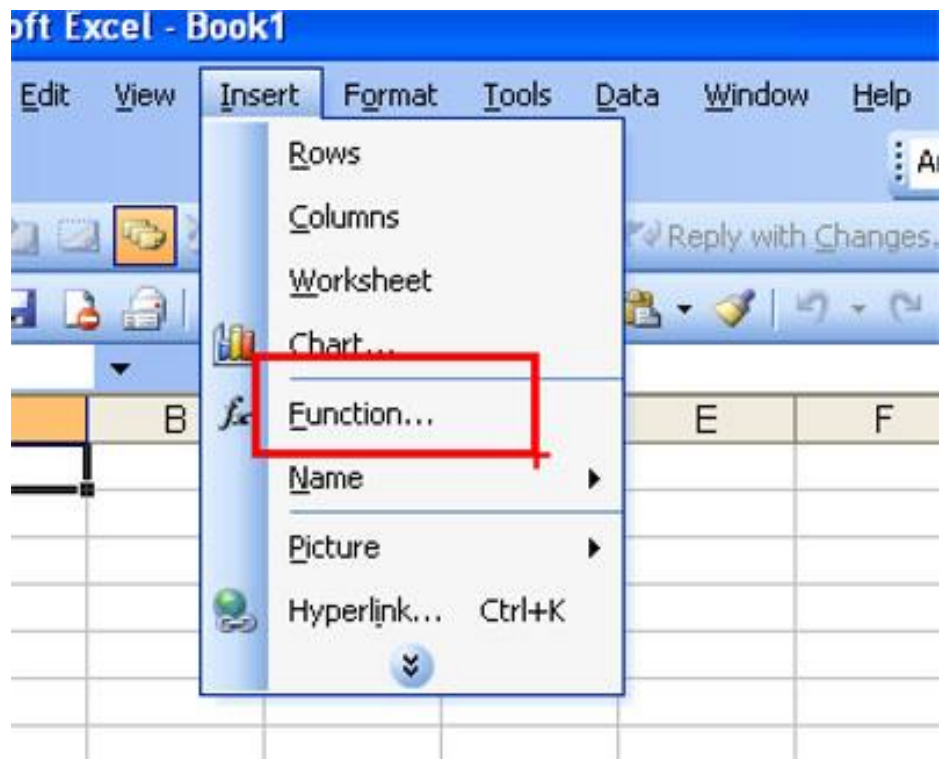 oft Excel - Book1
Edit View Insert Format Tools Data Window Help
Rows
Columns
Reply with Changes.
Worksheet
Chart...
B E F
Function...
Name
Picture
Hyperlink... Ctrl+K